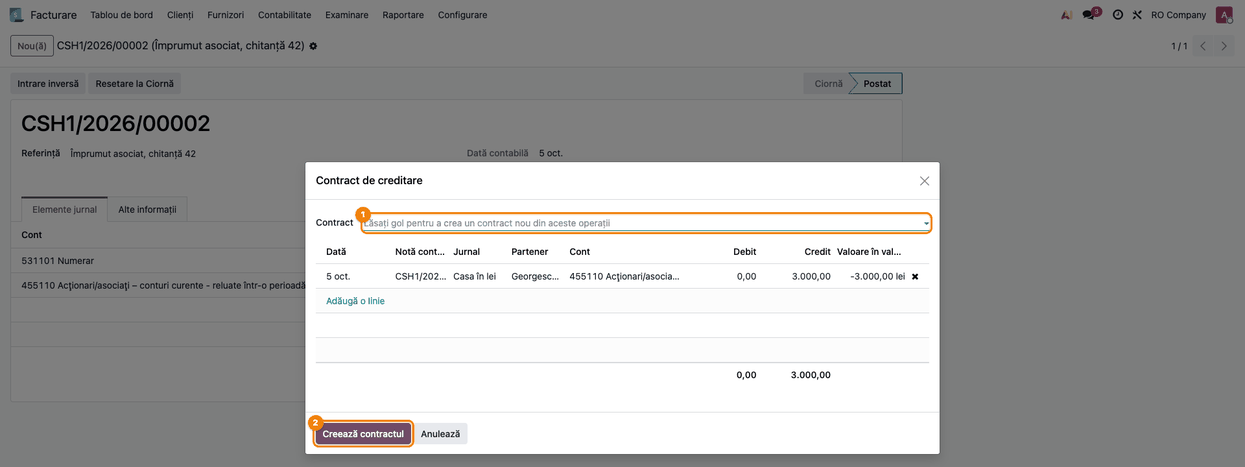 Facturare Tablou de bord Clienți Furnizori Contabilitate Examinare Raportare Configurare 3 RO Company A
Nou(ă) CSH1/2026/00002 (Împrumut asociat, chitanță 42) 1 / 1
Intrare inversă Resetare la Ciornă Ciornă Postat
CSH1/2026/00002
Referință Împrumut asociat, chitanță 42 Dată contabilă 5 oct.
Elemente jurnal Alte informații
Cont
531101 Numerar
455110 Acționari/asociați – conturi curente - reluate într-o perioadă
Contract de creditare
1
Contract Lăsați gol pentru a crea un contract nou din aceste operații
Dată Notă cont... Jurnal Partener Cont Debit Credit Valoare în val...
5 oct. CSH1/202... Casa în lei Georgesc... 455110 Acționari/asocia... 0,00 3.000,00 -3.000,00 lei
Adăugă o linie
0,00 3.000,00
2
Creează contractul Anulează